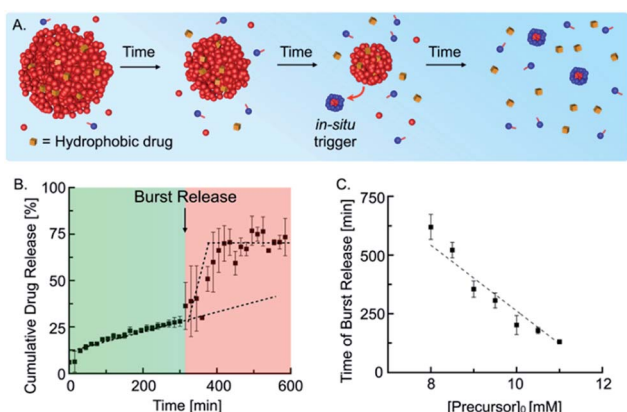 A.
Time
Time
Time
in-situ
trigger
= Hydrophobic drug
B.
Burst Release
Cumulative Drug Release [%]
100
75
50
25
0
0
200
400
600
Time [min]
C.
Time of Burst Release [min]
750
500
250
0
8
10
12
[Precursor]₀ [mM]